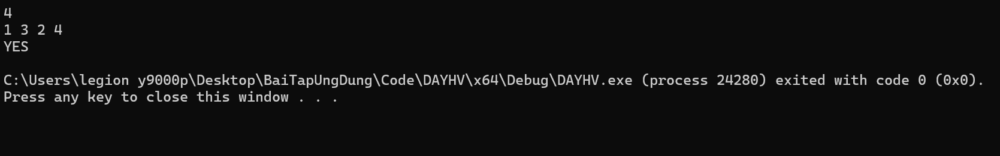 4
1 3 2 4
YES
C:\Users\legion y9000p\Desktop\BaiTapUngDung\Code\DAYHV\x64\Debug\DAYHV.exe (process 24280) exited with code 0 (0x0).
Press any key to close this window . . .